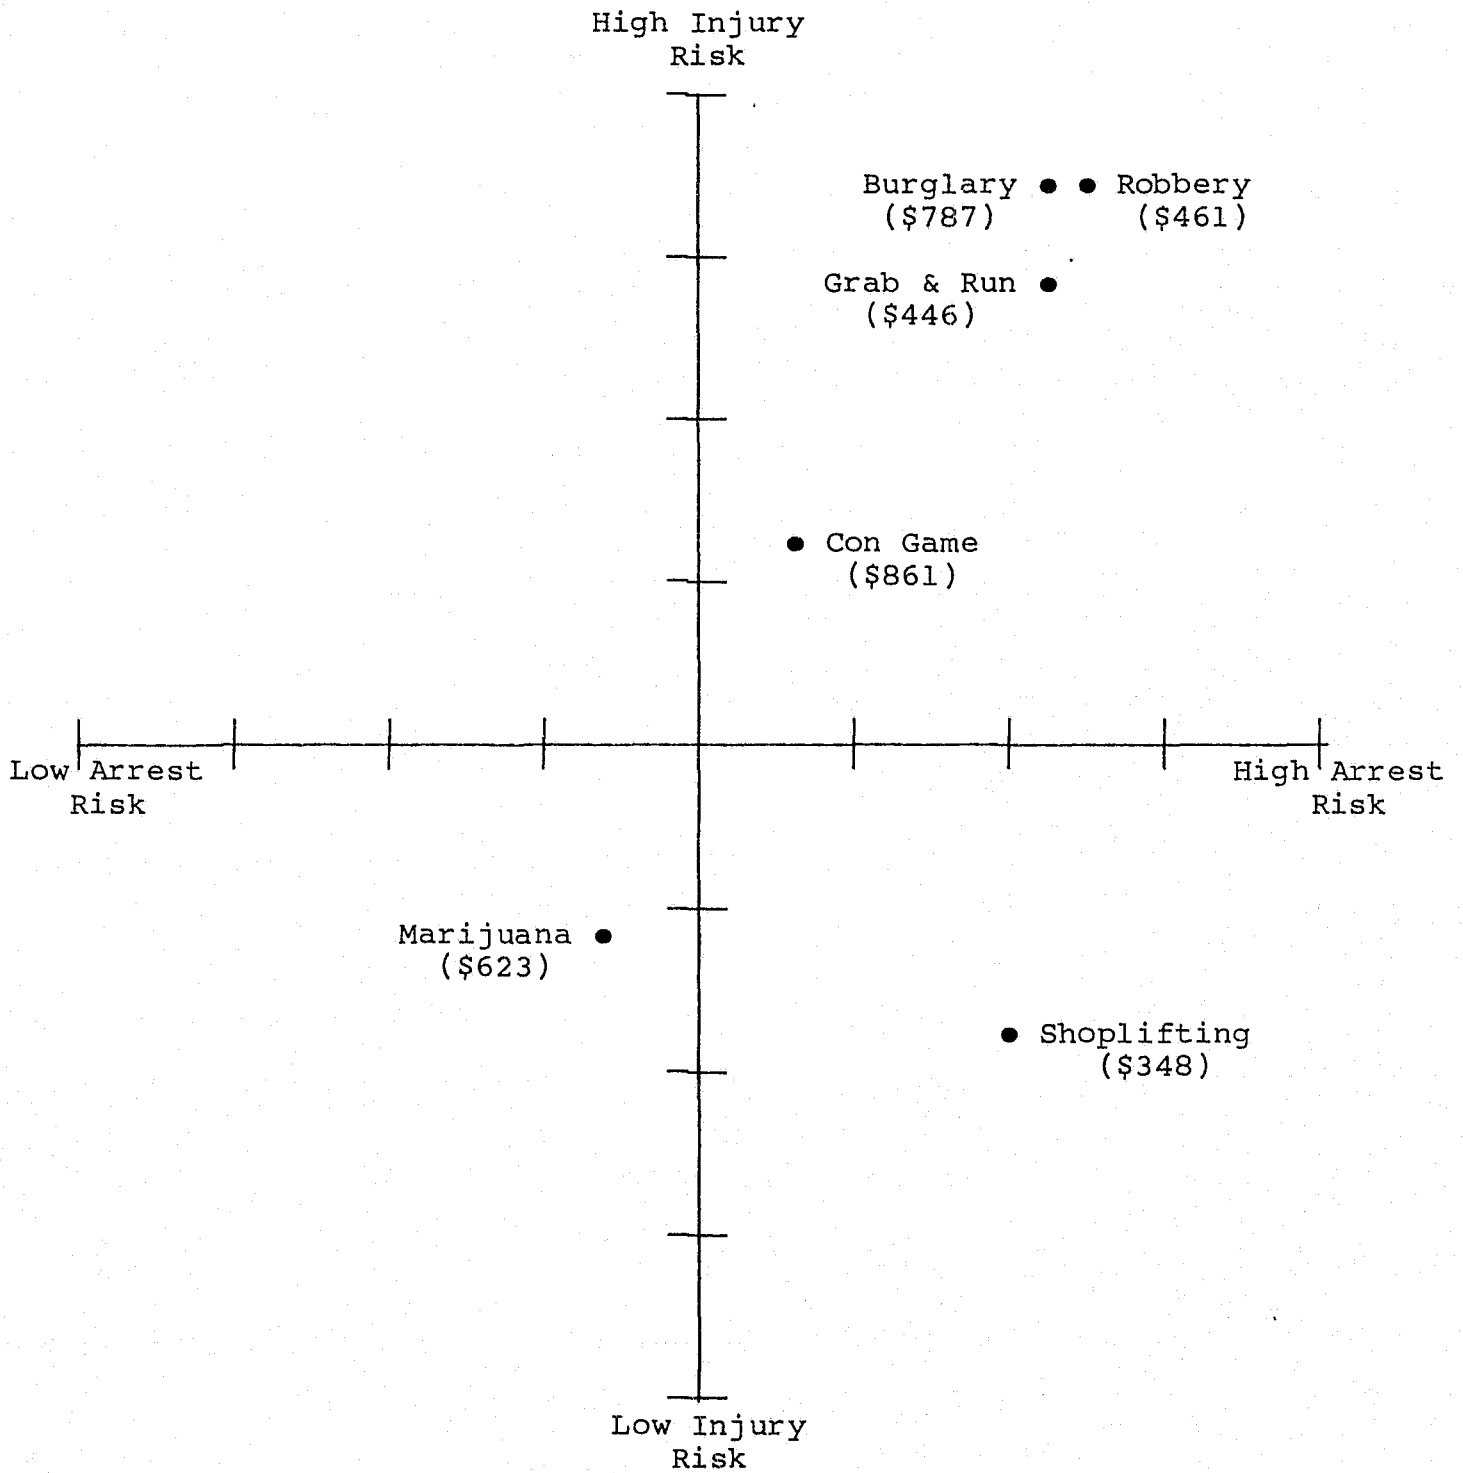 High Injury
Risk
Burglary
($787)
Robbery
($461)
Grab & Run
($446)
Con Game
($861)
Low Arrest
Risk
High Arrest
Risk
Marijuana
($623)
Shoplifting
($348)
Low Injury
Risk